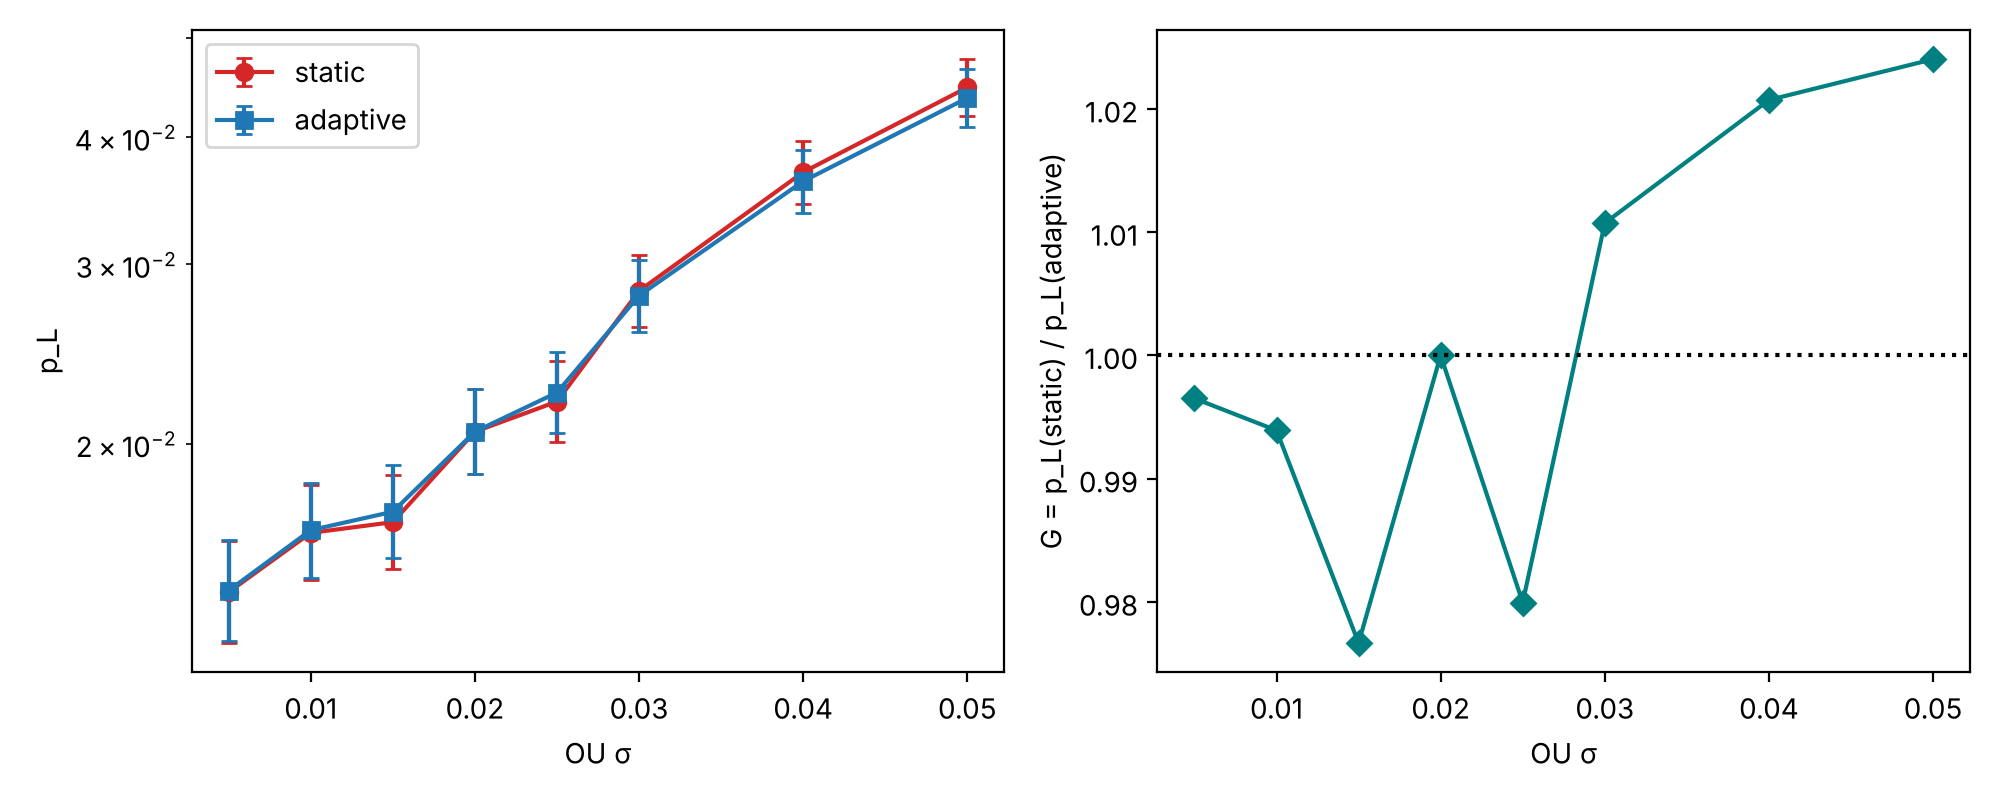 static
adaptive
4 × 10⁻²
3 × 10⁻²
2 × 10⁻²
p_L
0.01 0.02 0.03 0.04 0.05
OU σ
G = p_L(static) / p_L(adaptive)
1.02
1.01
1.00
0.99
0.98
0.01 0.02 0.03 0.04 0.05
OU σ